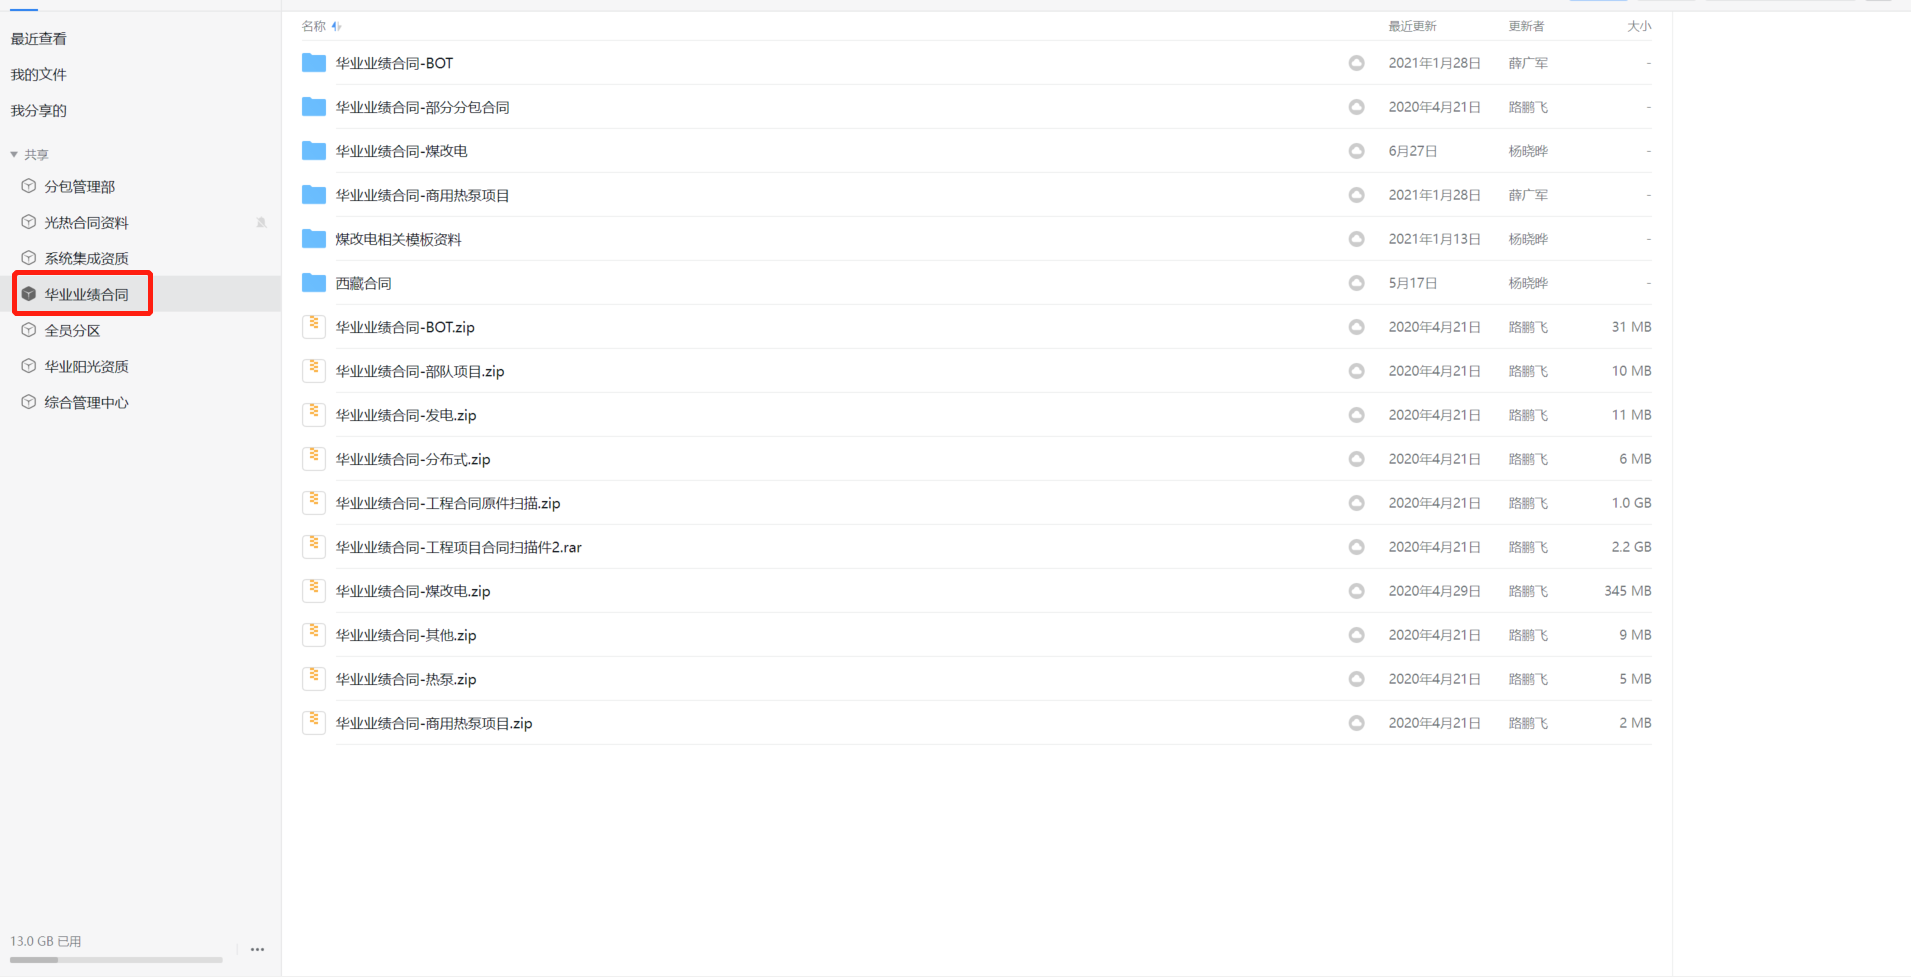 最近查看
我的文件
我分享的
共享
分包管理部
光热合同资料
系统集成资质
华业业绩合同
全员分区
华业阳光资质
综合管理中心
13.0 GB 已用
名称 最近更新 更新者 大小
华业业绩合同-BOT 2021年1月28日 薛广军 -
华业业绩合同-部分分包合同 2020年4月21日 路鹏飞 -
华业业绩合同-煤改电 6月27日 杨晓晔 -
华业业绩合同-商用热泵项目 2021年1月28日 薛广军 -
煤改电相关模板资料 2021年1月13日 杨晓晔 -
西藏合同 5月17日 杨晓晔 -
华业业绩合同-BOT.zip 2020年4月21日 路鹏飞 31 MB
华业业绩合同-部队项目.zip 2020年4月21日 路鹏飞 10 MB
华业业绩合同-发电.zip 2020年4月21日 路鹏飞 11 MB
华业业绩合同-分布式.zip 2020年4月21日 路鹏飞 6 MB
华业业绩合同-工程合同原件扫描.zip 2020年4月21日 路鹏飞 1.0 GB
华业业绩合同-工程项目合同扫描件2.rar 2020年4月21日 路鹏飞 2.2 GB
华业业绩合同-煤改电.zip 2020年4月29日 路鹏飞 345 MB
华业业绩合同-其他.zip 2020年4月21日 路鹏飞 9 MB
华业业绩合同-热泵.zip 2020年4月21日 路鹏飞 5 MB
华业业绩合同-商用热泵项目.zip 2020年4月21日 路鹏飞 2 MB